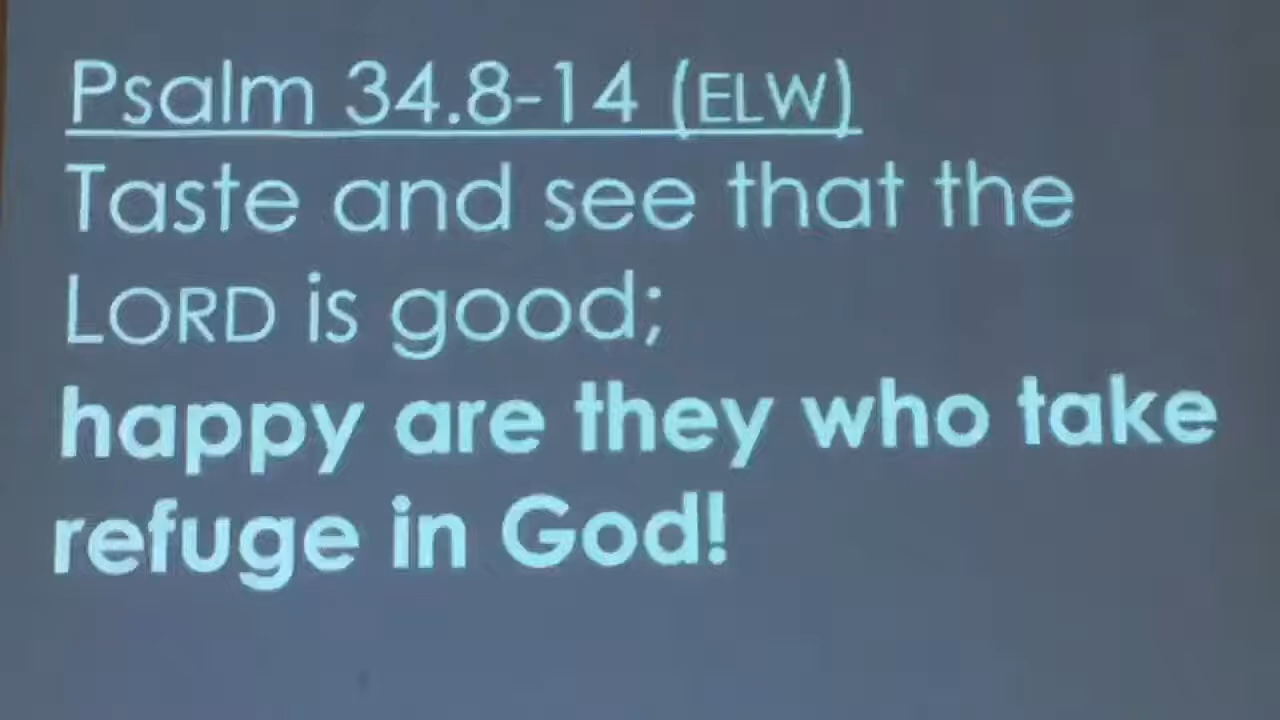 Psalm 34.8-14 (ELW)
Taste and see that the
LORD is good;
happy are they who take
refuge in God!